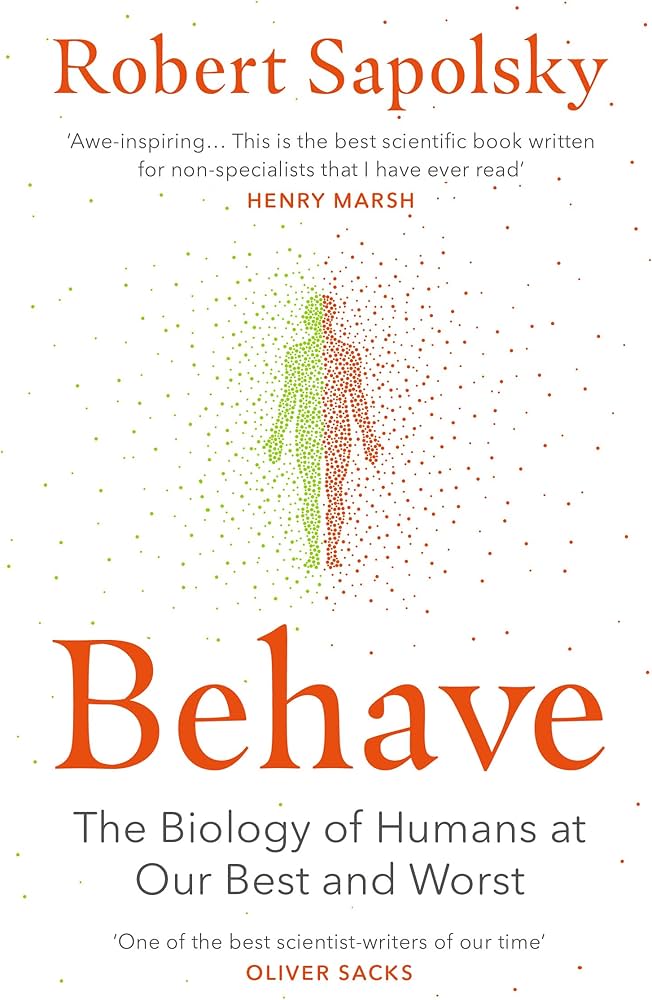 Robert Sapolsky
‘Awe-inspiring… This is the best scientific book written
for non-specialists that I have ever read’
HENRY MARSH
Behave
The Biology of Humans at
Our Best and Worst
‘One of the best scientist-writers of our time’
OLIVER SACKS